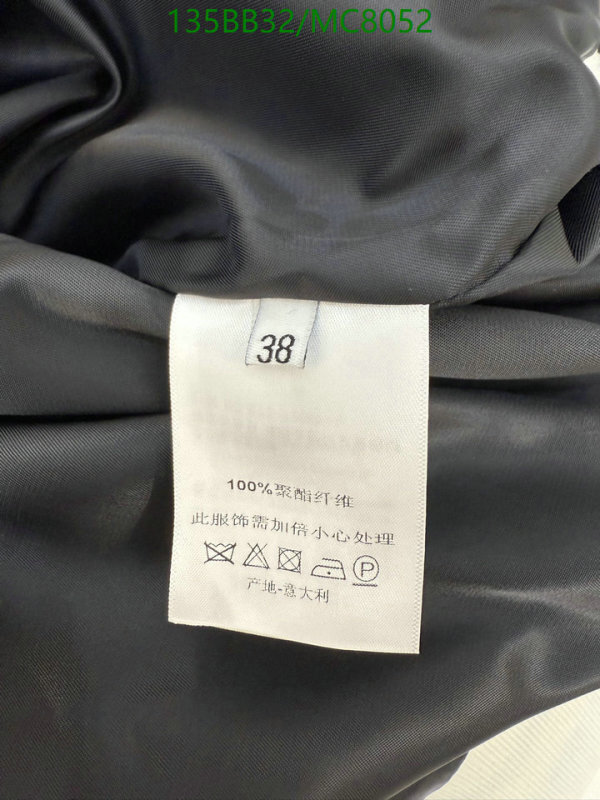 135BB32/MC8052
38
100%聚酯纤维
此服饰需加倍小心处理
P
产地-意大利